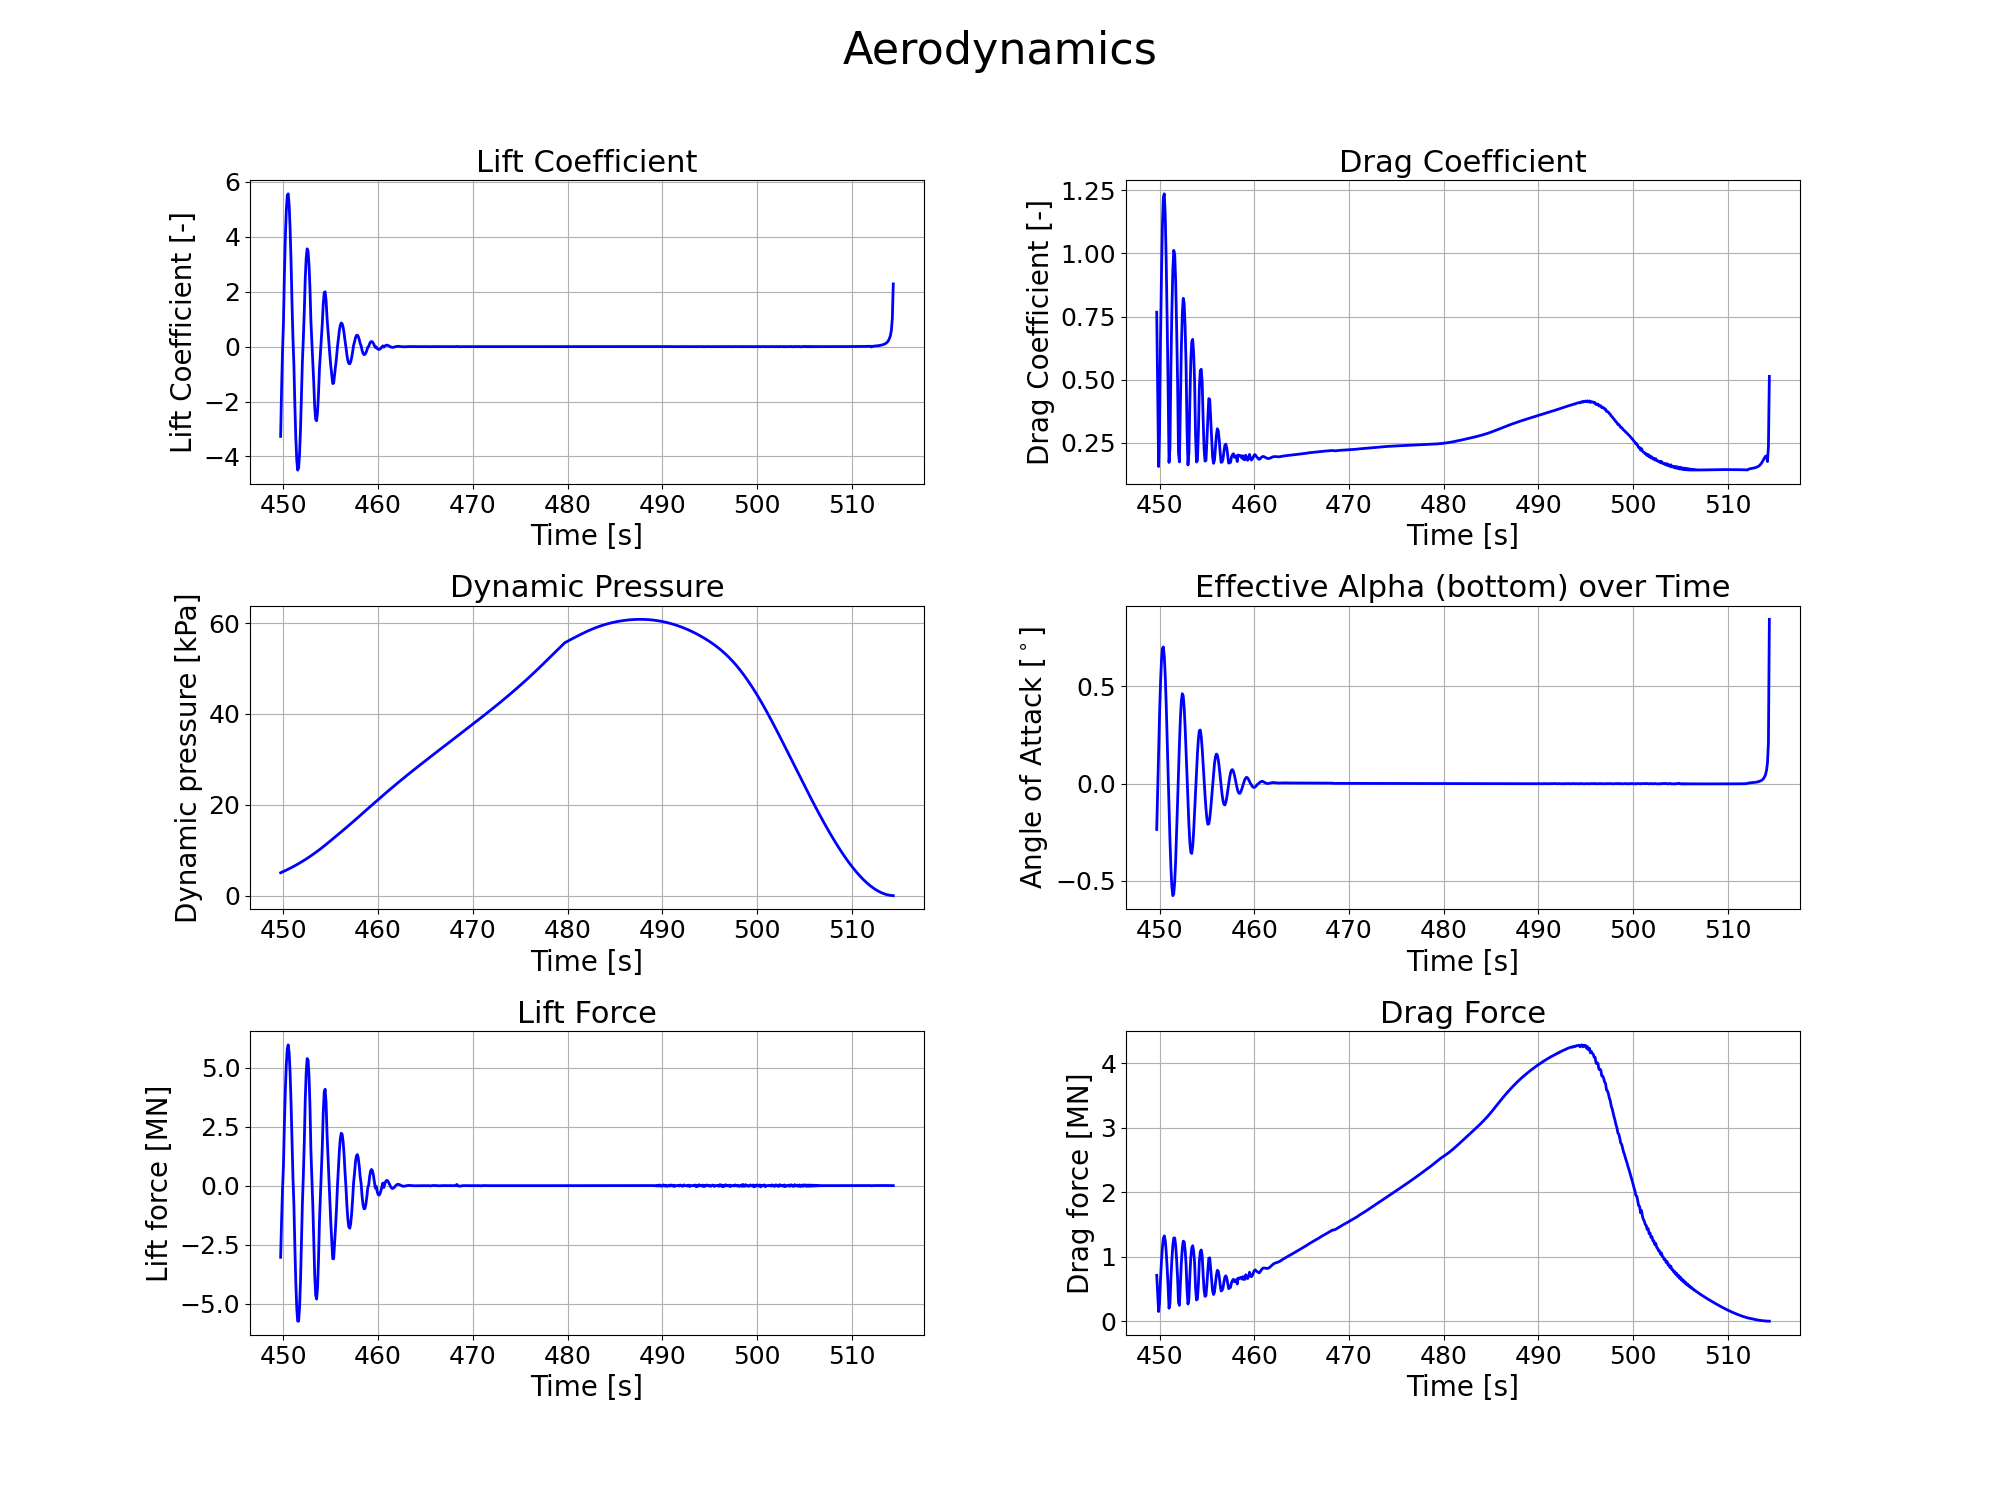 Aerodynamics
Lift Coefficient
Lift Coefficient [-]
6
4
2
0
−2
−4
450 460 470 480 490 500 510
Time [s]
Drag Coefficient
Drag Coefficient [-]
1.25
1.00
0.75
0.50
0.25
450 460 470 480 490 500 510
Time [s]
Dynamic Pressure
Dynamic pressure [kPa]
60
40
20
0
450 460 470 480 490 500 510
Time [s]
Effective Alpha (bottom) over Time
Angle of Attack [°]
0.5
0.0
−0.5
450 460 470 480 490 500 510
Time [s]
Lift Force
Lift force [MN]
5.0
2.5
0.0
−2.5
−5.0
450 460 470 480 490 500 510
Time [s]
Drag Force
Drag force [MN]
4
3
2
1
0
450 460 470 480 490 500 510
Time [s]